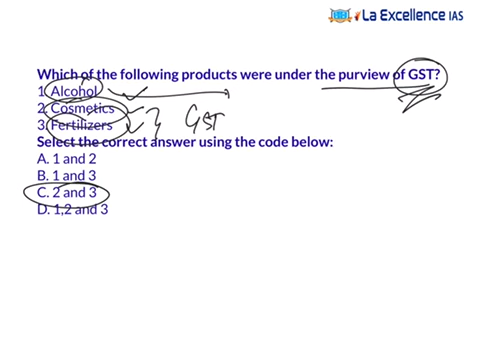 La Excellence IAS
Which of the following products were under the purview of GST?
1. Alcohol
2. Cosmetics
3. Fertilizers
GST
Select the correct answer using the code below:
A. 1 and 2
B. 1 and 3
C. 2 and 3
D. 1,2 and 3